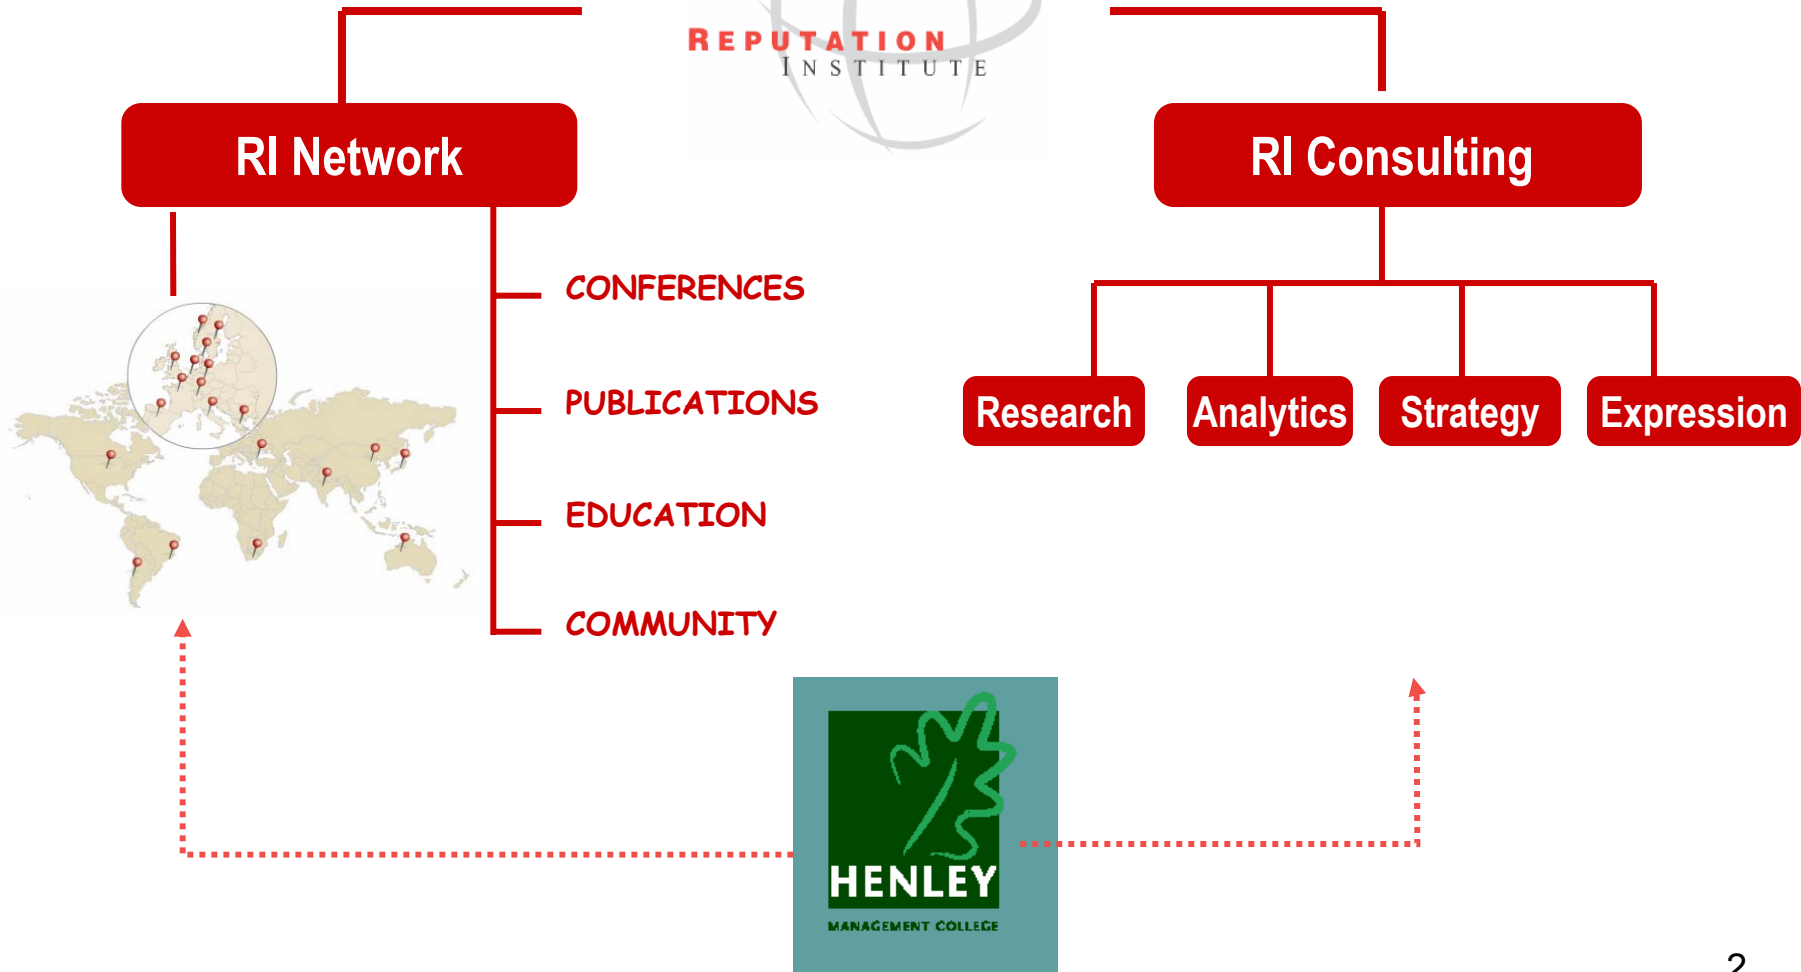 REPUTATION
INSTITUTE
RI Network
RI Consulting
CONFERENCES
PUBLICATIONS
EDUCATION
COMMUNITY
Research
Analytics
Strategy
Expression
HENLEY
MANAGEMENT COLLEGE
2